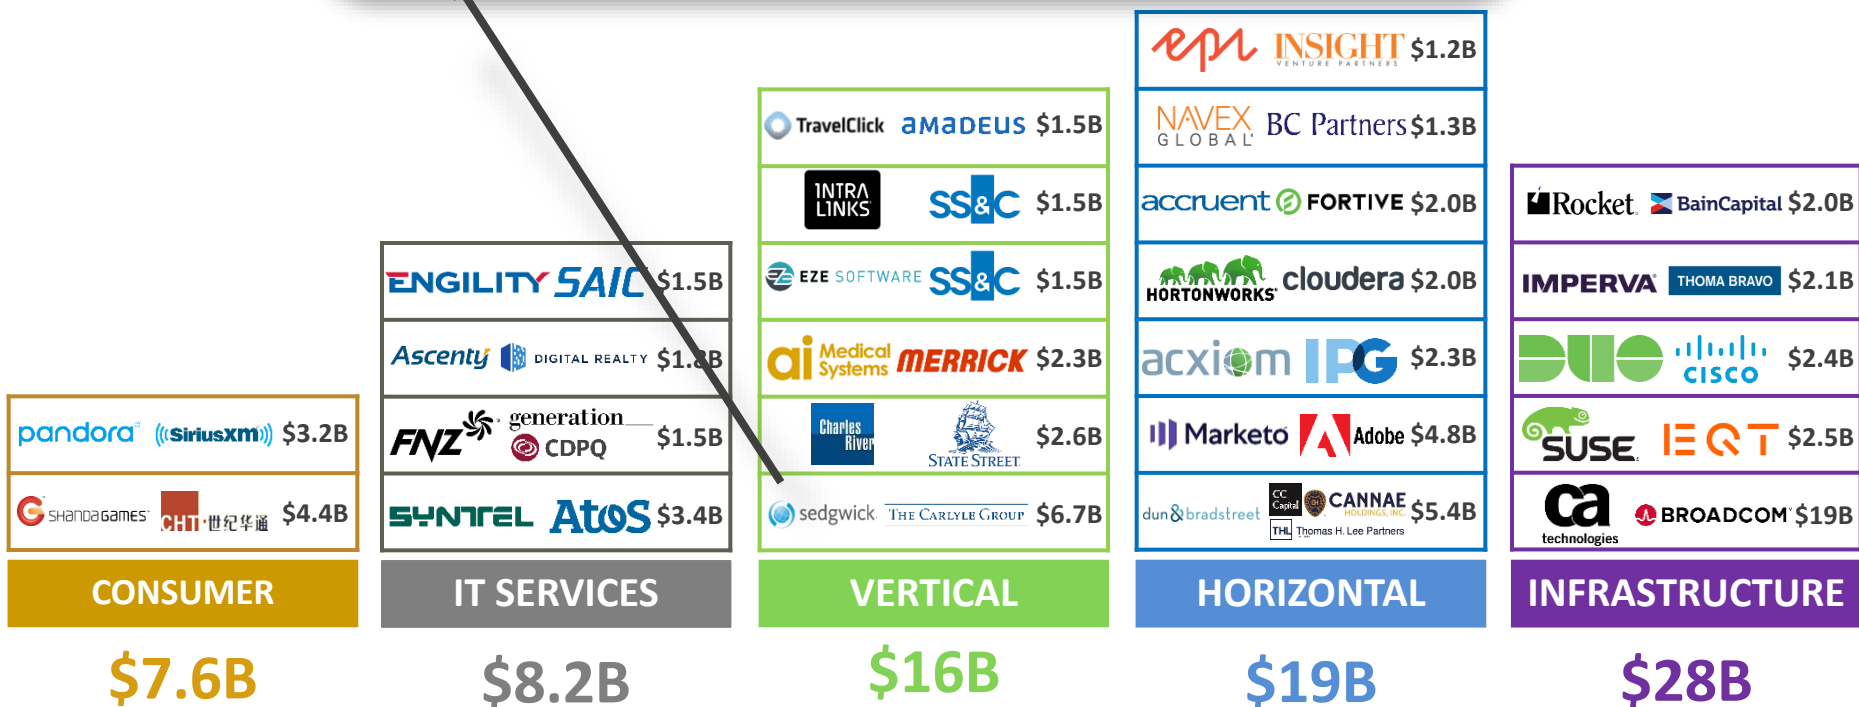 epi INSIGHT VENTURE PARTNERS $1.2B
NAVEX GLOBAL BC Partners $1.3B
accruent FORTIVE $2.0B
HORTONWORKS cloudera $2.0B
acxiom IPG $2.3B
Marketo Adobe $4.8B
dun & bradstreet CC Capital CANNAE HOLDINGS, INC. THL Thomas H. Lee Partners $5.4B
TravelClick amadeus $1.5B
INTRALINKS SS&C $1.5B
EZE SOFTWARE SS&C $1.5B
ai Medical Systems MERRICK $2.3B
Charles River STATE STREET $2.6B
sedgwick THE CARLYLE GROUP $6.7B
Rocket BainCapital $2.0B
IMPERVA THOMA BRAVO $2.1B
DUO CISCO $2.4B
SUSE EQT $2.5B
ca technologies BROADCOM $19B
ENGILITY SAIC $1.5B
Ascenty DIGITAL REALTY $1.8B
FNZ generation CDPQ $1.5B
SYNTEL Atos $3.4B
pandora SiriusXM $3.2B
SHANDA GAMES CHT 世纪华通 $4.4B
CONSUMER
IT SERVICES
VERTICAL
HORIZONTAL
INFRASTRUCTURE
$7.6B
$8.2B
$16B
$19B
$28B